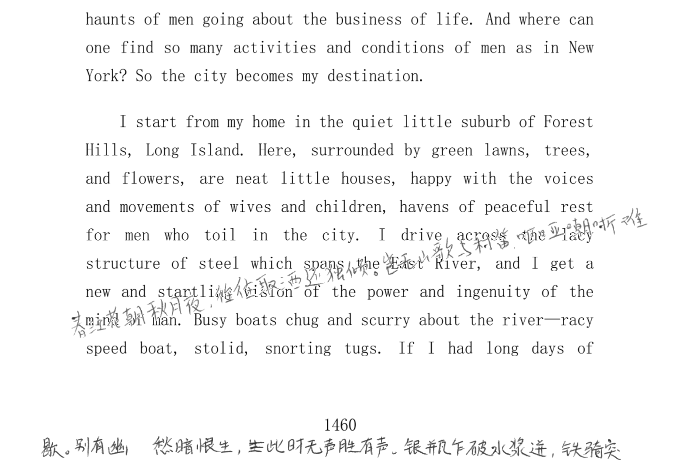 haunts of men going about the business of life. And where can
one find so many activities and conditions of men as in New
York? So the city becomes my destination.
I start from my home in the quiet little suburb of Forest
Hills, Long Island. Here, surrounded by green lawns, trees,
and flowers, are neat little houses, happy with the voices
and movements of wives and children, havens of peaceful rest
for men who toil in the city. I drive across the lacy
structure of steel which spans the East River, and I get a
new and startling vision of the power and ingenuity of the
mind of man. Busy boats chug and scurry about the river—racy
speed boat, stolid, snorting tugs. If I had long days of
春江花朝秋月夜，往往取酒还独倾。岂无山歌与村笛，呕哑嘲哳难
1460
歇。别有幽 愁暗恨生，此时无声胜有声。银瓶乍破水浆迸，铁骑突